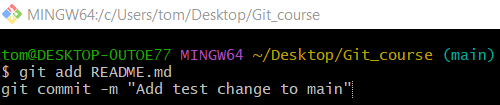 MINGW64:/c/Users/tom/Desktop/Git_course
tom@DESKTOP-OUTOE77 MINGW64 ~/Desktop/Git_course (main)
$ git add README.md
git commit -m "Add test change to main"